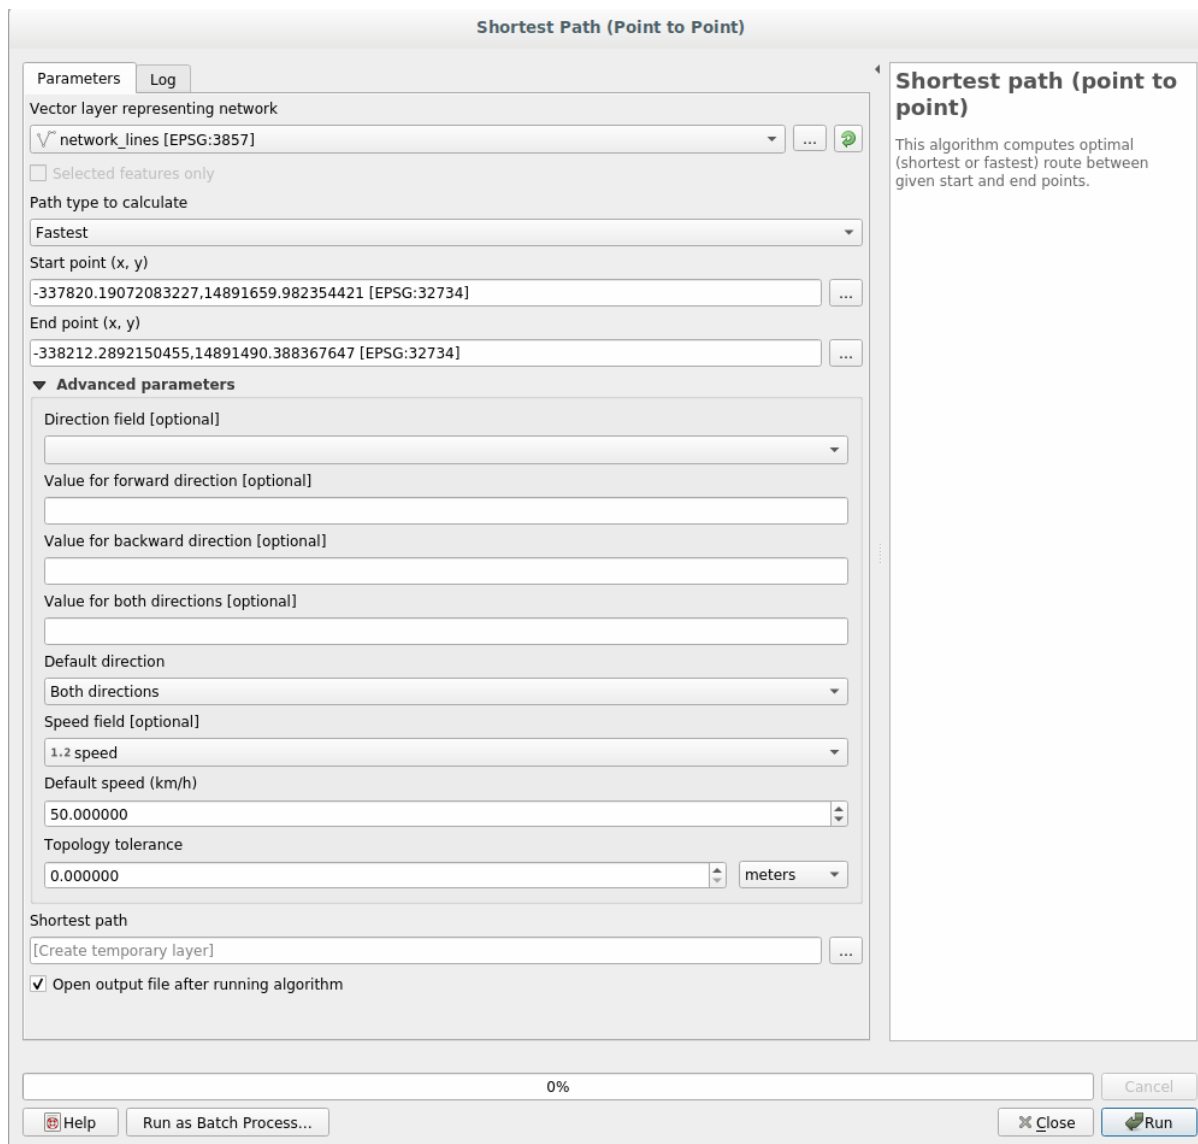 Shortest Path (Point to Point)
Parameters
Log
Vector layer representing network
network_lines [EPSG:3857]
...
Selected features only
Path type to calculate
Fastest
Start point (x, y)
-337820.19072083227,14891659.982354421 [EPSG:32734]
...
End point (x, y)
-338212.2892150455,14891490.388367647 [EPSG:32734]
...
Advanced parameters
Direction field [optional]
Value for forward direction [optional]
Value for backward direction [optional]
Value for both directions [optional]
Default direction
Both directions
Speed field [optional]
1.2 speed
Default speed (km/h)
50.000000
Topology tolerance
0.000000
meters
Shortest path
[Create temporary layer]
...
Open output file after running algorithm
Shortest path (point to
point)
This algorithm computes optimal
(shortest or fastest) route between
given start and end points.
0%
Cancel
Help
Run as Batch Process...
Close
Run